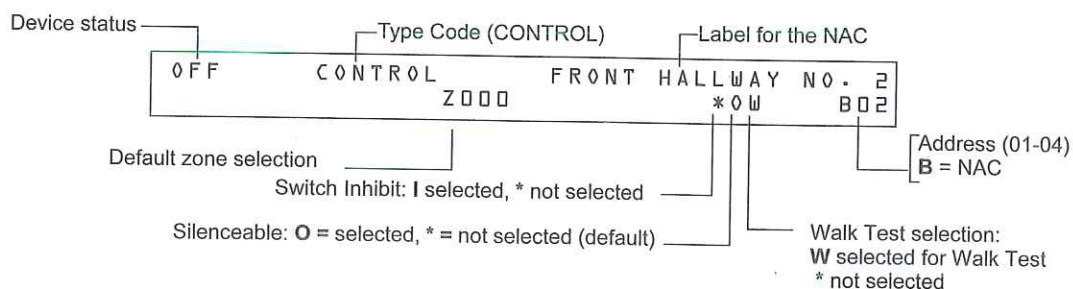 Device status
Type Code (CONTROL)
Label for the NAC
OFF CONTROL FRONT HALLWAY NO. 2
Z000 *OW B02
Default zone selection
Address (01-04)
B = NAC
Switch Inhibit: I selected, * not selected
Silenceable: O = selected, * = not selected (default)
Walk Test selection:
W selected for Walk Test
* not selected